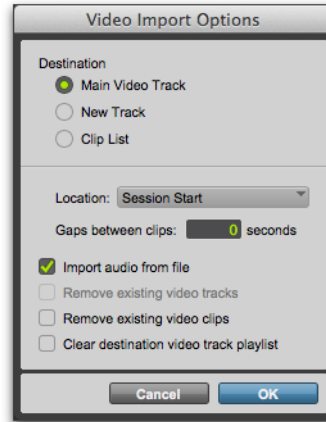 Video Import Options
Destination
Main Video Track
New Track
Clip List
Location: Session Start
Gaps between clips: 0 seconds
Import audio from file
Remove existing video tracks
Remove existing video clips
Clear destination video track playlist
Cancel OK